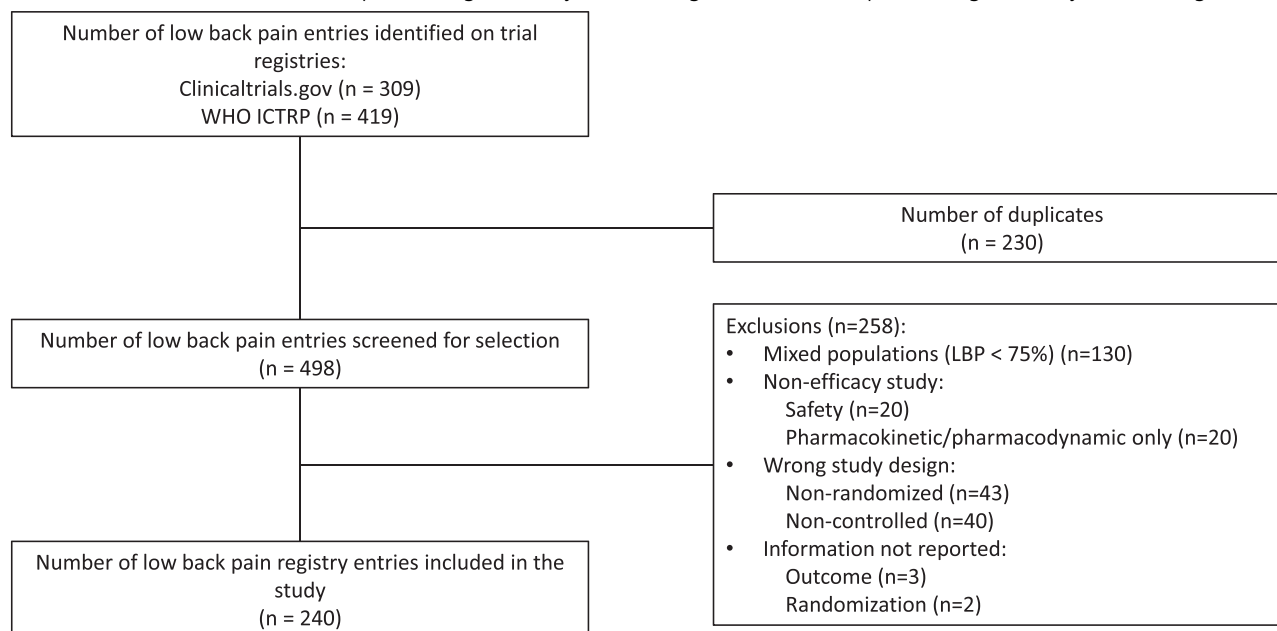 Number of low back pain entries identified on trial
registries:
Clinicaltrials.gov (n = 309)
WHO ICTRP (n = 419)
Number of duplicates
(n = 230)
Number of low back pain entries screened for selection
(n = 498)
Exclusions (n=258):
• Mixed populations (LBP < 75%) (n=130)
• Non-efficacy study:
Safety (n=20)
Pharmacokinetic/pharmacodynamic only (n=20)
• Wrong study design:
Non-randomized (n=43)
Non-controlled (n=40)
• Information not reported:
Outcome (n=3)
Randomization (n=2)
Number of low back pain registry entries included in the
study
(n = 240)